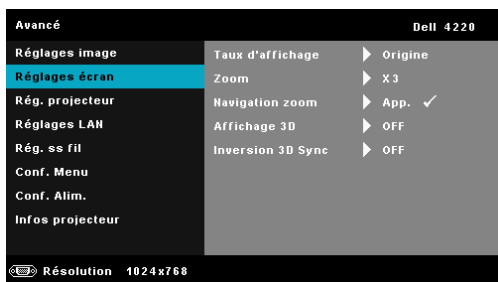 Avancé Dell 4220
Réglages image
Réglages écran
Rég. projecteur
Réglages LAN
Rég. ss fil
Conf. Menu
Conf. Alim.
Infos projecteur
Taux d'affichage Origine
Zoom X3
Navigation zoom App. ✓
Affichage 3D OFF
Inversion 3D Sync OFF
Résolution 1024x768